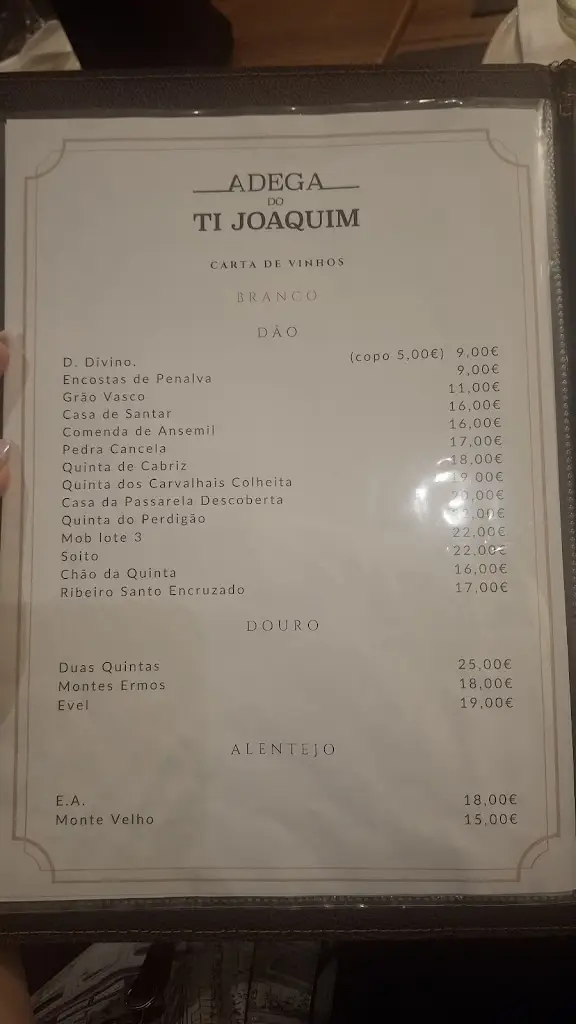 ADEGA
DO
TI JOAQUIM
CARTA DE VINHOS
BRANCO
DÃO
D. Divino. (copo 5,00€) 9,00€
Encostas de Penalva 9,00€
Grão Vasco 11,00€
Casa de Santar 16,00€
Comenda de Ansemil 16,00€
Pedra Cancela 17,00€
Quinta de Cabriz 18,00€
Quinta dos Carvalhais Colheita 19,00€
Casa da Passarela Descoberta 20,00€
Quinta do Perdigão
Mob lote 3 22,00€
Soito 22,00€
Chão da Quinta 16,00€
Ribeiro Santo Encruzado 17,00€
DOURO
Duas Quintas 25,00€
Montes Ermos 18,00€
Evel 19,00€
ALENTEJO
E.A. 18,00€
Monte Velho 15,00€